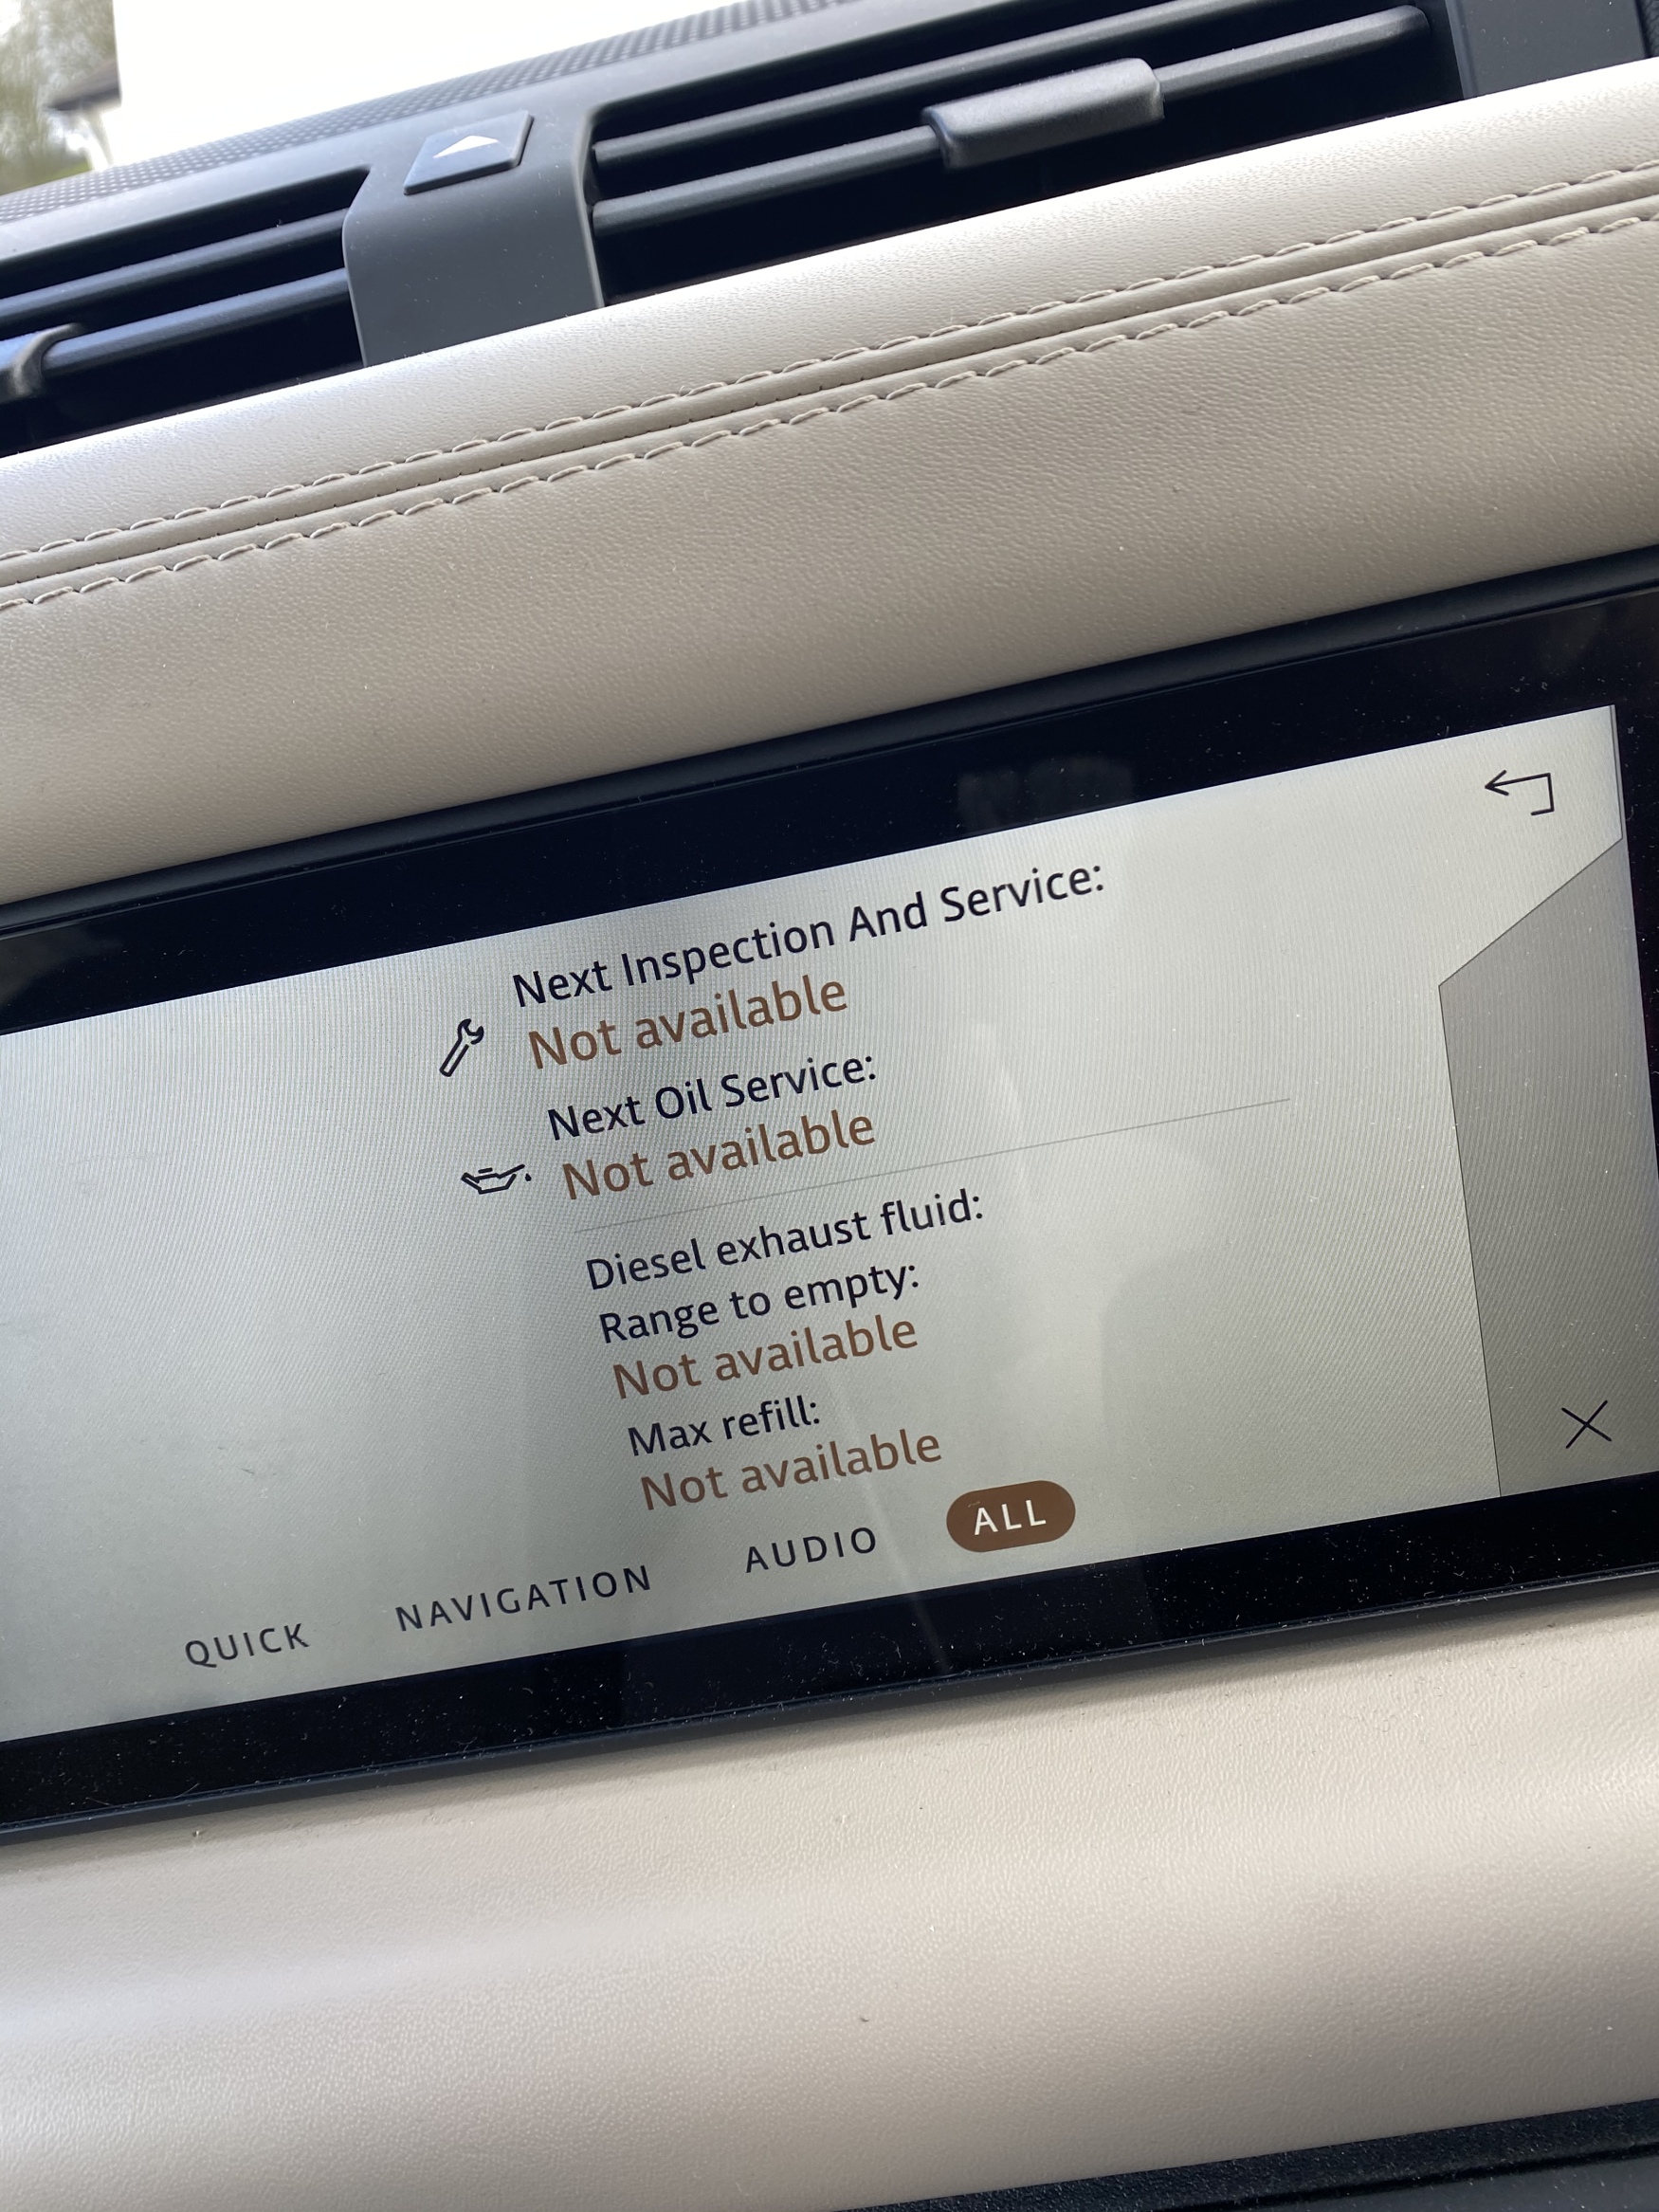 Next Inspection And Service:
Not available
Next Oil Service:
Not available
Diesel exhaust fluid:
Range to empty:
Not available
Max refill:
Not available
QUICK NAVIGATION AUDIO ALL